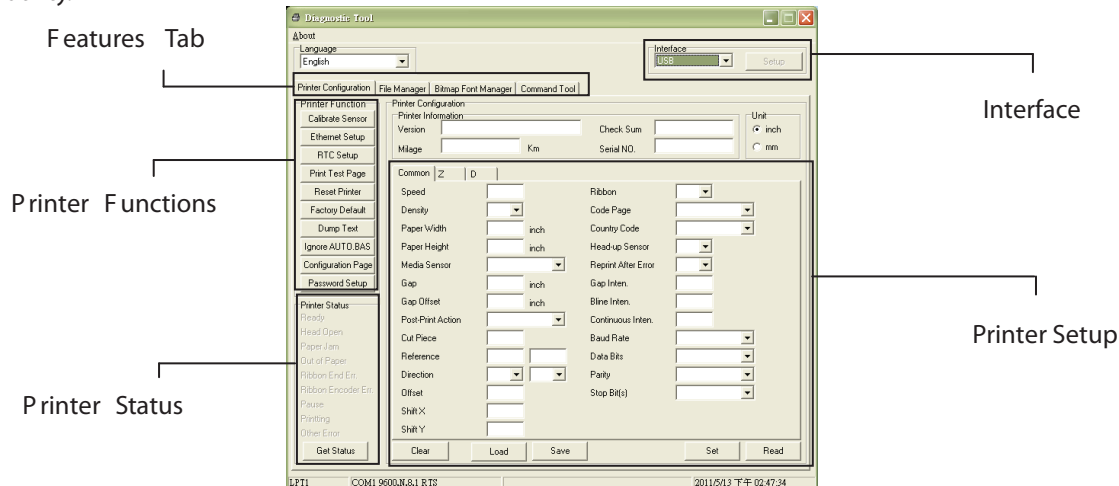 Diagnostic Tool
About
Language
English
Interface
USB
Setup
Features Tab
Interface
Printer Configuration File Manager Bitmap Font Manager Command Tool
Printer Function
Calibrate Sensor
Ethernet Setup
RTC Setup
Print Test Page
Reset Printer
Factory Default
Dump Text
Ignore AUTO.BAS
Configuration Page
Password Setup
Printer Functions
Printer Configuration
Printer Information
Version
Check Sum
Milage
Km
Serial NO.
Unit
inch
mm
Common Z D
Speed
Ribbon
Density
Code Page
Paper Width inch
Country Code
Paper Height inch
Head-up Sensor
Media Sensor
Reprint After Error
Gap inch
Gap Inten.
Gap Offset inch
Bline Inten.
Post-Print Action
Continuous Inten.
Cut Piece
Baud Rate
Reference
Data Bits
Direction
Parity
Offset
Stop Bit(s)
Shift X
Shift Y
Clear Load Save Set Read
Printer Setup
Printer Status
Ready
Head Open
Paper Jam
Out of Paper
Ribbon End Err.
Ribbon Encoder Err.
Pause
Printting
Other Error
Get Status
Printer Status
LPT1 COM1 9600,N,8,1 RTS 2011/5/13 下午 02:47:34